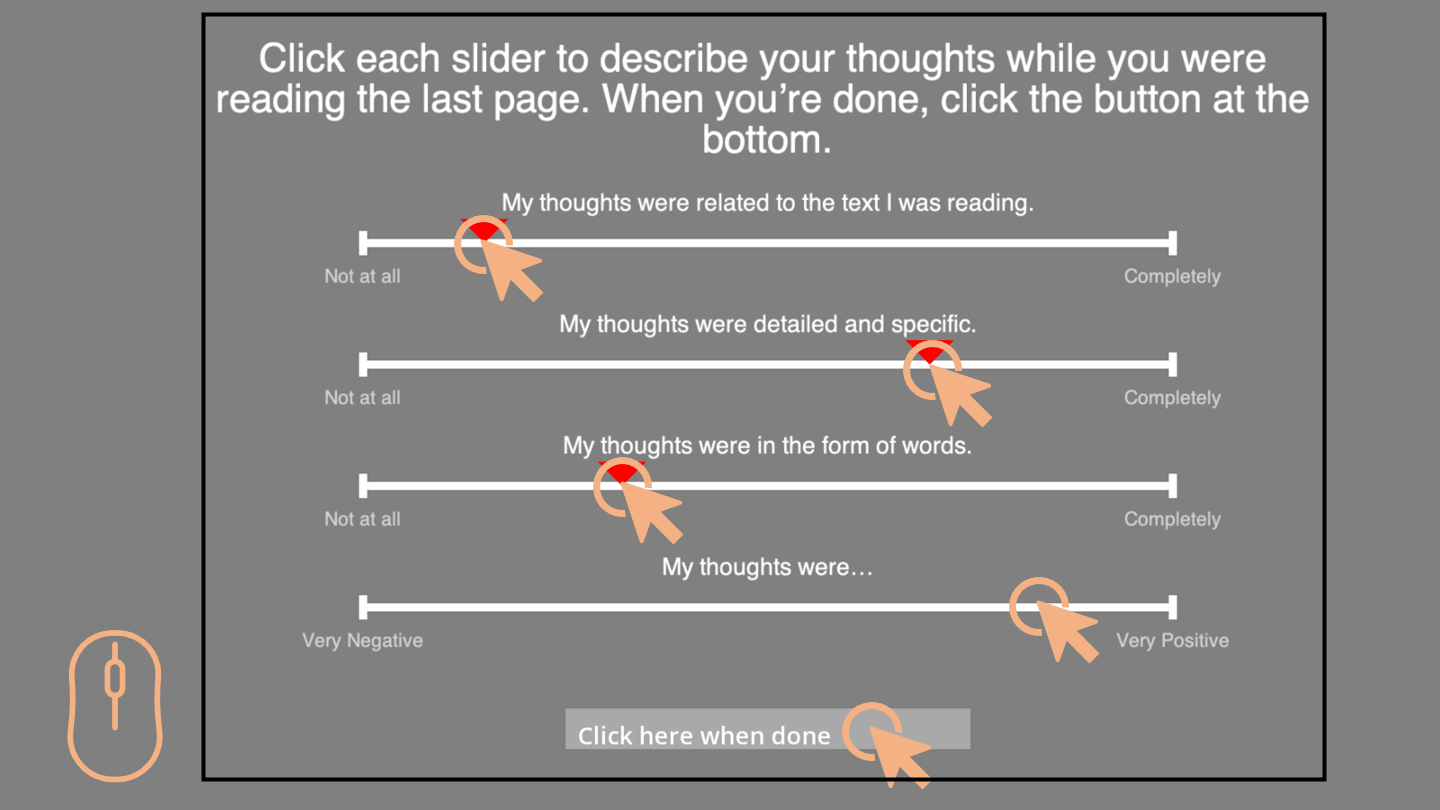 Click each slider to describe your thoughts while you were
reading the last page. When you’re done, click the button at the
bottom.
My thoughts were related to the text I was reading.
Not at all
Completely
My thoughts were detailed and specific.
Not at all
Completely
My thoughts were in the form of words.
Not at all
Completely
My thoughts were…
Very Negative
Very Positive
Click here when done